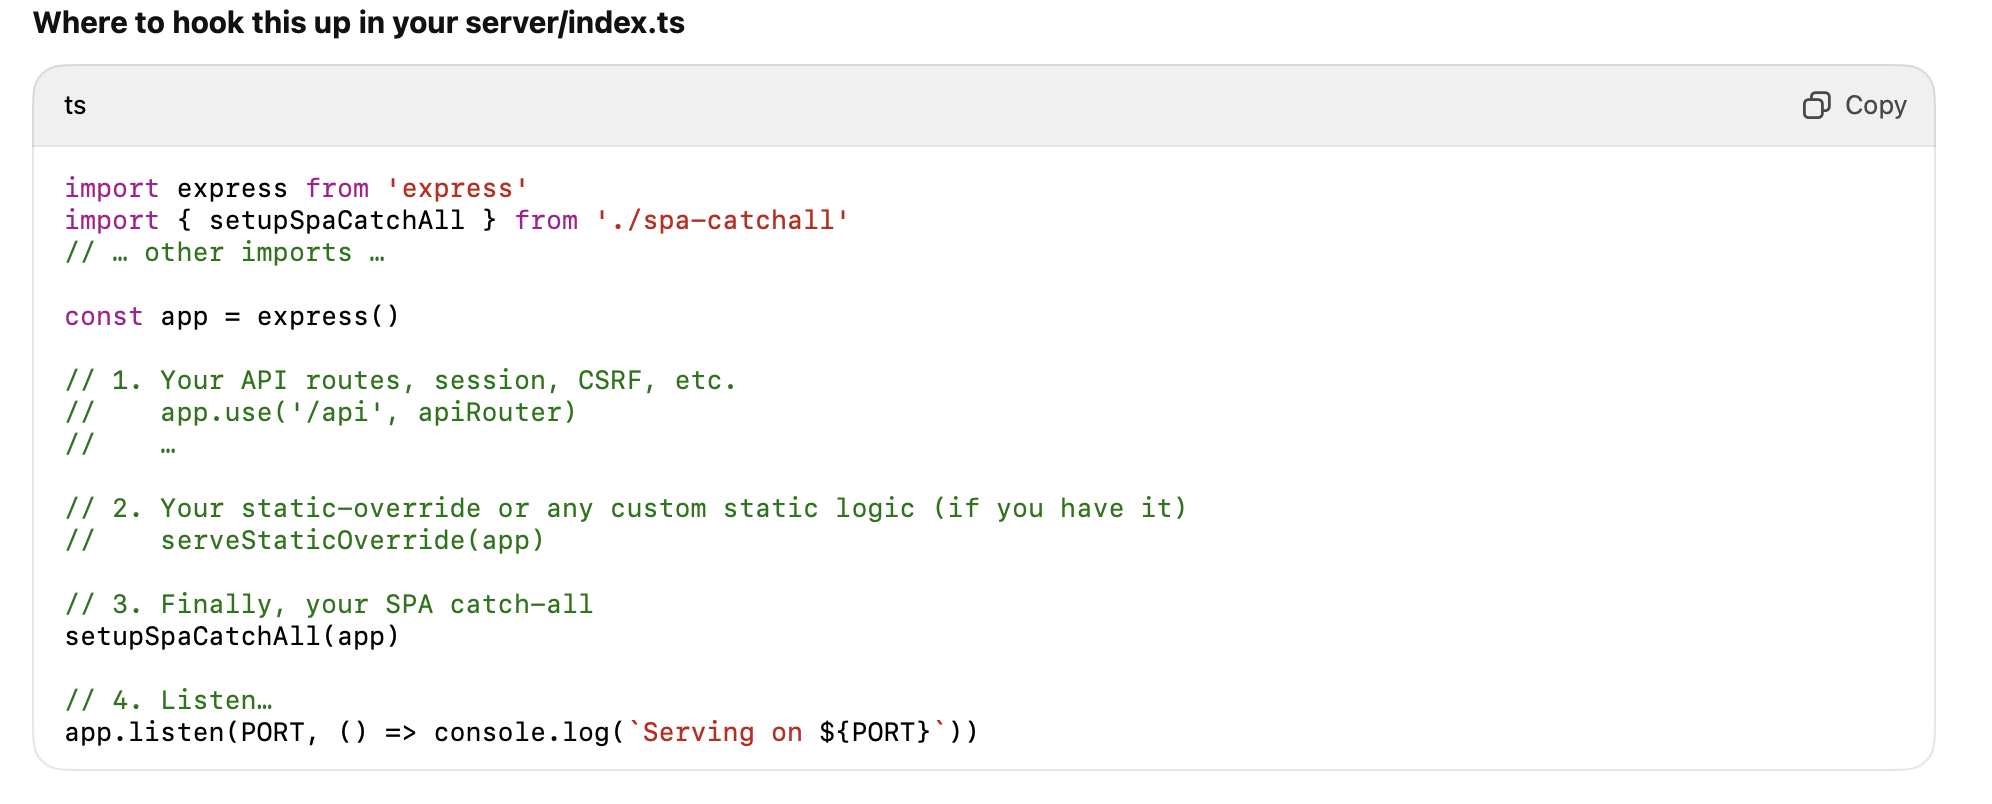 Where to hook this up in your server/index.ts
ts
Copy
import express from 'express'
import { setupSpaCatchAll } from './spa-catchall'
// … other imports …
const app = express()
// 1. Your API routes, session, CSRF, etc.
//    app.use('/api', apiRouter)
//    …
// 2. Your static-override or any custom static logic (if you have it)
//    serveStaticOverride(app)
// 3. Finally, your SPA catch-all
setupSpaCatchAll(app)
// 4. Listen…
app.listen(PORT, () => console.log(`Serving on ${PORT}`))